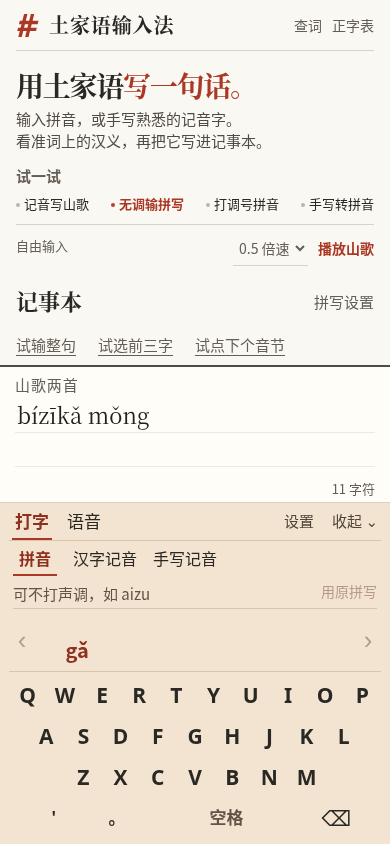 # 土家语输入法 查词 正字表
用土家语写一句话。
输入拼音，或手写熟悉的记音字。
看准词上的汉义，再把它写进记事本。
试一试
记音写山歌 无调输拼写 打调号拼音 手写转拼音
自由输入 0.5 倍速 播放山歌
记事本 拼写设置
试输整句 试选前三字 试点下个音节
山歌两首
bízīkǎ mǒng
11 字符
打字 语音 设置 收起
拼音 汉字记音 手写记音
可不打声调，如 aizu 用原拼写
‹ gǎ ›
Q W E R T Y U I O P
A S D F G H J K L
Z X C V B N M
' 。 空格 ⌫